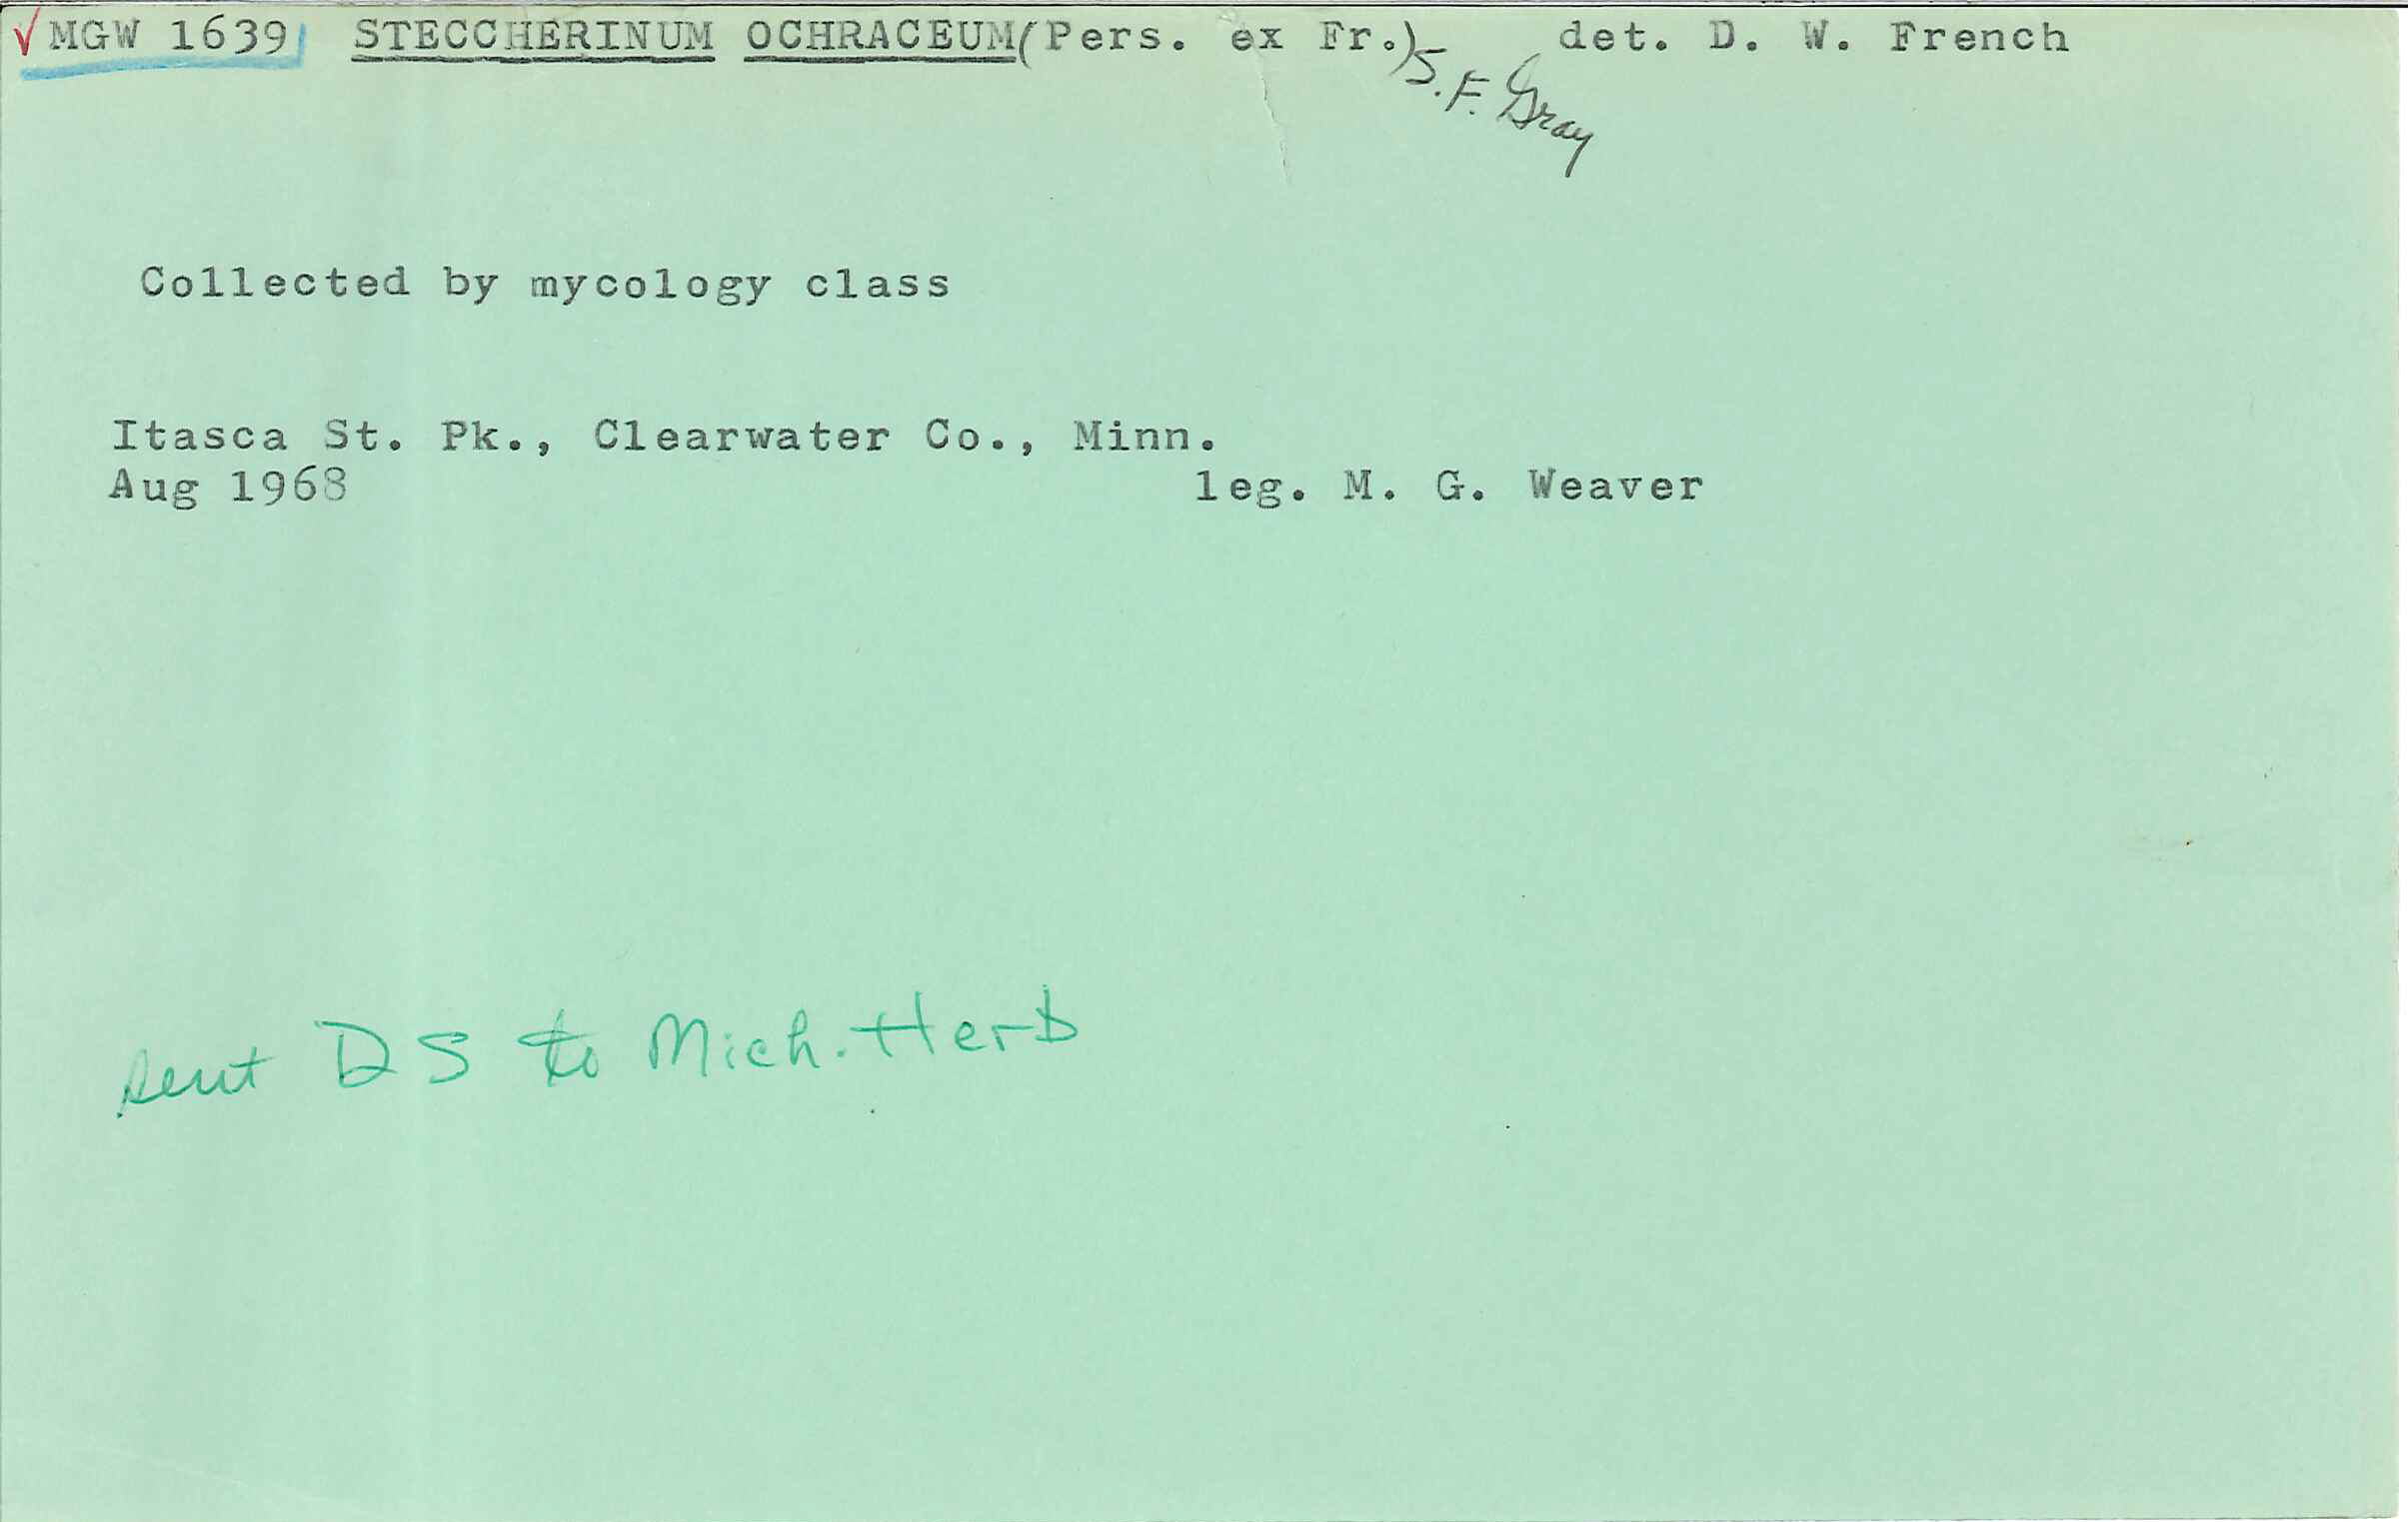 ✓ MGW 1639 STECCHERINUM OCHRACEUM (Pers. ex Fr.) S. F. Gray det. D. W. French
Collected by mycology class
Itasca St. Pk., Clearwater Co., Minn.
Aug 1968 leg. M. G. Weaver
sent DS to Mich. Herb